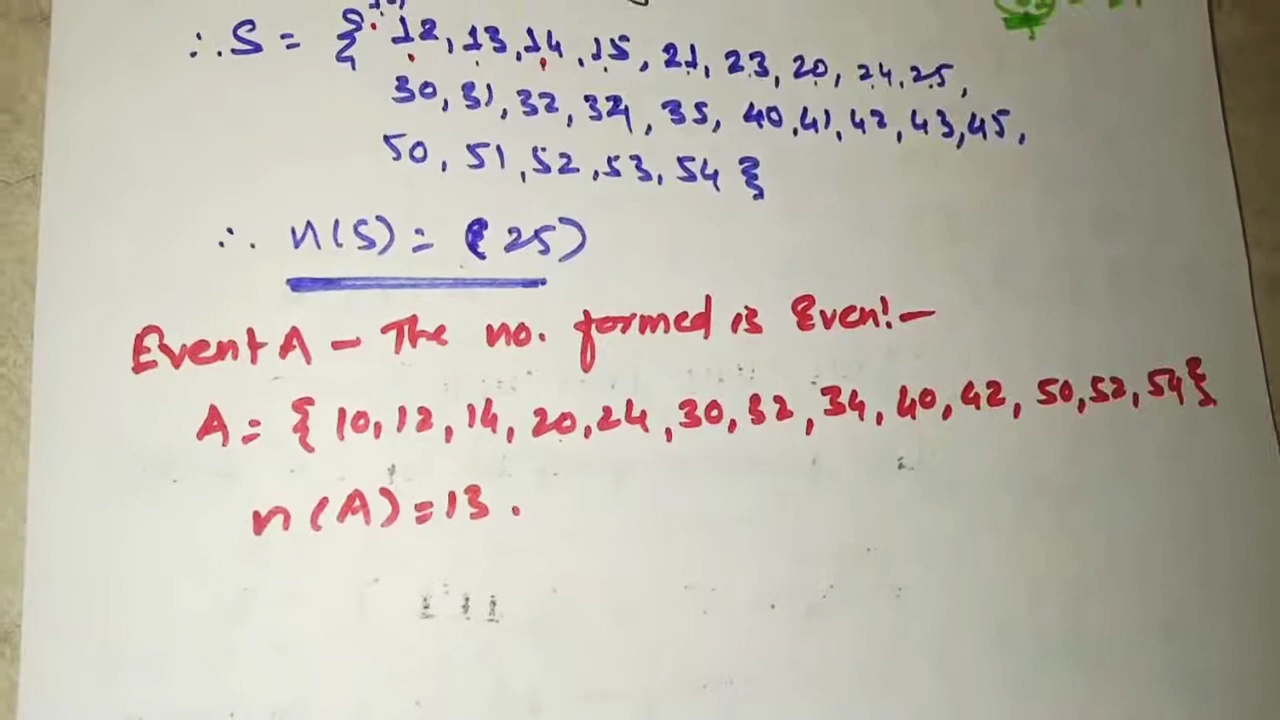 ∴ S = { 12, 13, 14, 15, 21, 23, 20, 24, 25,
30, 31, 32, 34, 35, 40, 41, 42, 43, 45,
50, 51, 52, 53, 54 }
∴ n(S) = (25)
Event A - The no. formed is Even:-
A = { 10, 12, 14, 20, 24, 30, 32, 34, 40, 42, 50, 52, 54 }
n(A) = 13.